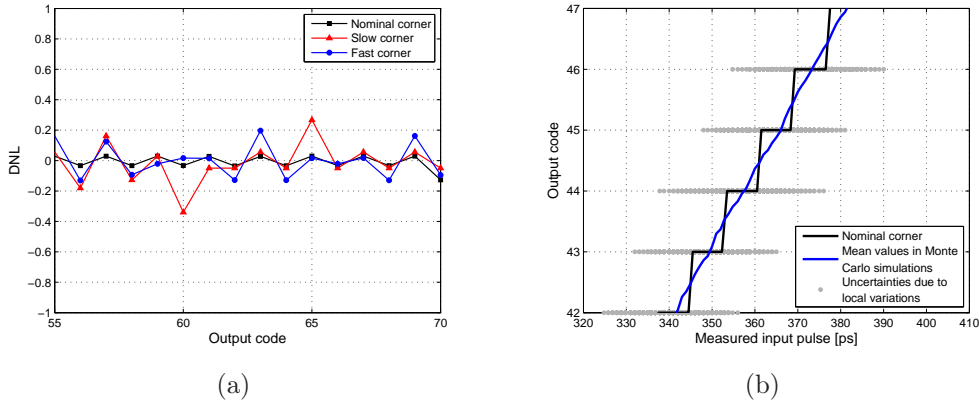 1
0.8
0.6
0.4
0.2
0
−0.2
−0.4
−0.6
−0.8
−1
55
60
65
70
DNL
Output code
Nominal corner
Slow corner
Fast corner
(a)
47
46
45
44
43
42
320
330
340
350
360
370
380
390
400
410
Output code
Measured input pulse [ps]
Nominal corner
Mean values in Monte
Carlo simulations
Uncertainties due to
local variations
(b)